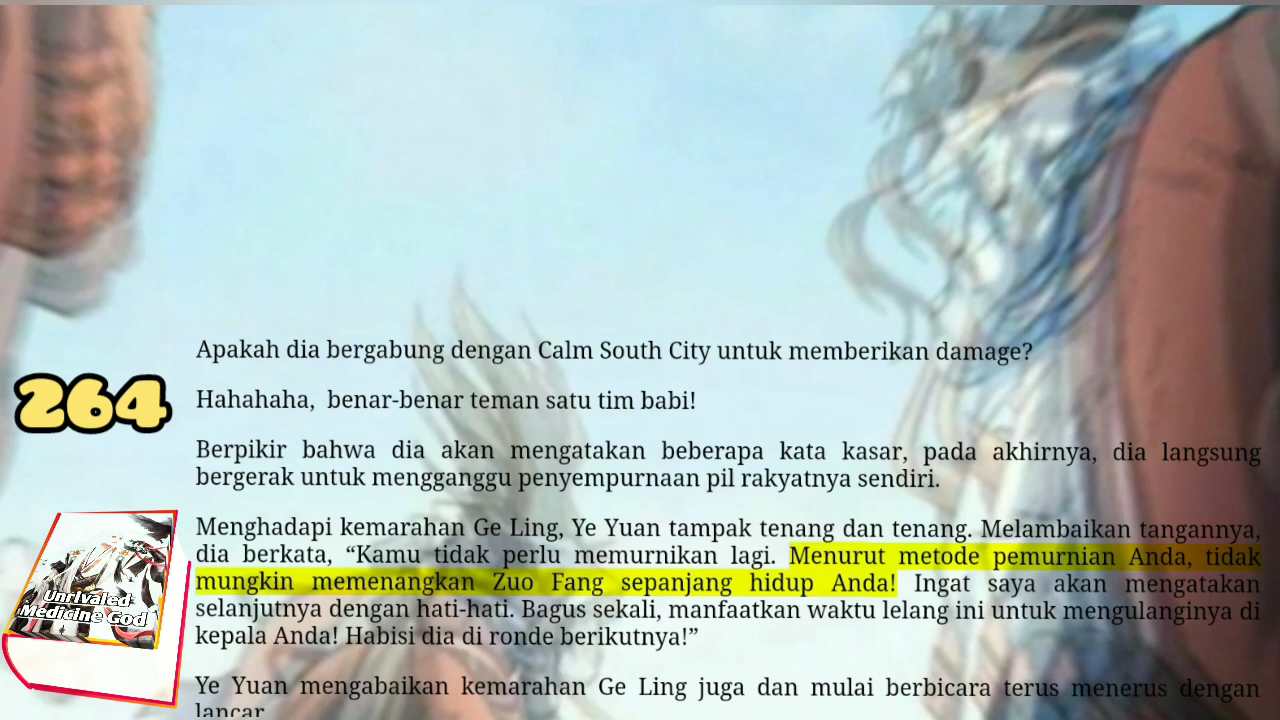 Apakah dia bergabung dengan Calm South City untuk memberikan damage?
264
Hahahaha, benar-benar teman satu tim babi!
Berpikir bahwa dia akan mengatakan beberapa kata kasar, pada akhirnya, dia langsung
bergerak untuk mengganggu penyempurnaan pil rakyatnya sendiri.
Menghadapi kemarahan Ge Ling, Ye Yuan tampak tenang dan tenang. Melambaikan tangannya,
dia berkata, “Kamu tidak perlu memurnikan lagi. Menurut metode pemurnian Anda, tidak
mungkin memenangkan Zuo Fang sepanjang hidup Anda! Ingat saya akan mengatakan
selanjutnya dengan hati-hati. Bagus sekali, manfaatkan waktu lelang ini untuk mengulanginya di
kepala Anda! Habisi dia di ronde berikutnya!”
Unrivaled
Medicine God
Ye Yuan mengabaikan kemarahan Ge Ling juga dan mulai berbicara terus menerus dengan
lancar.